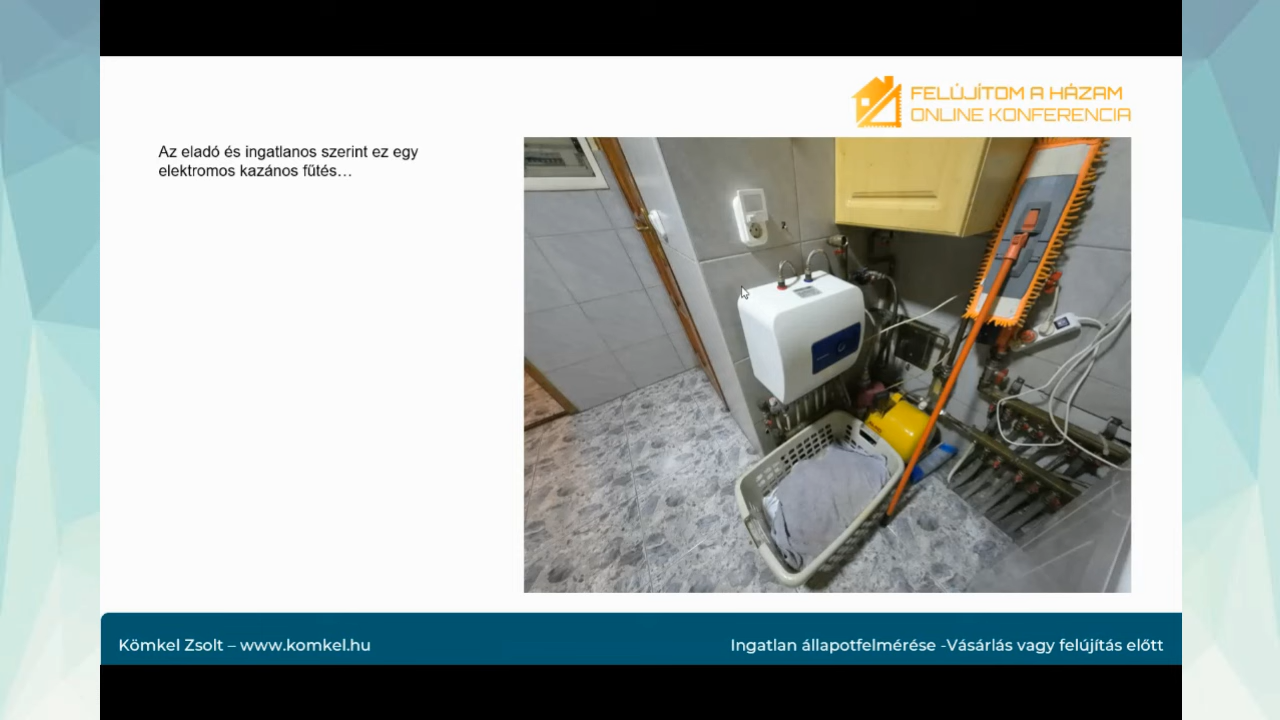 FELÚJÍTOM A HÁZAM
ONLINE KONFERENCIA
Az eladó és ingatlanos szerint ez egy
elektromos kazános fűtés…
Kömkel Zsolt – www.komkel.hu
Ingatlan állapotfelmérése -Vásárlás vagy felújítás előtt